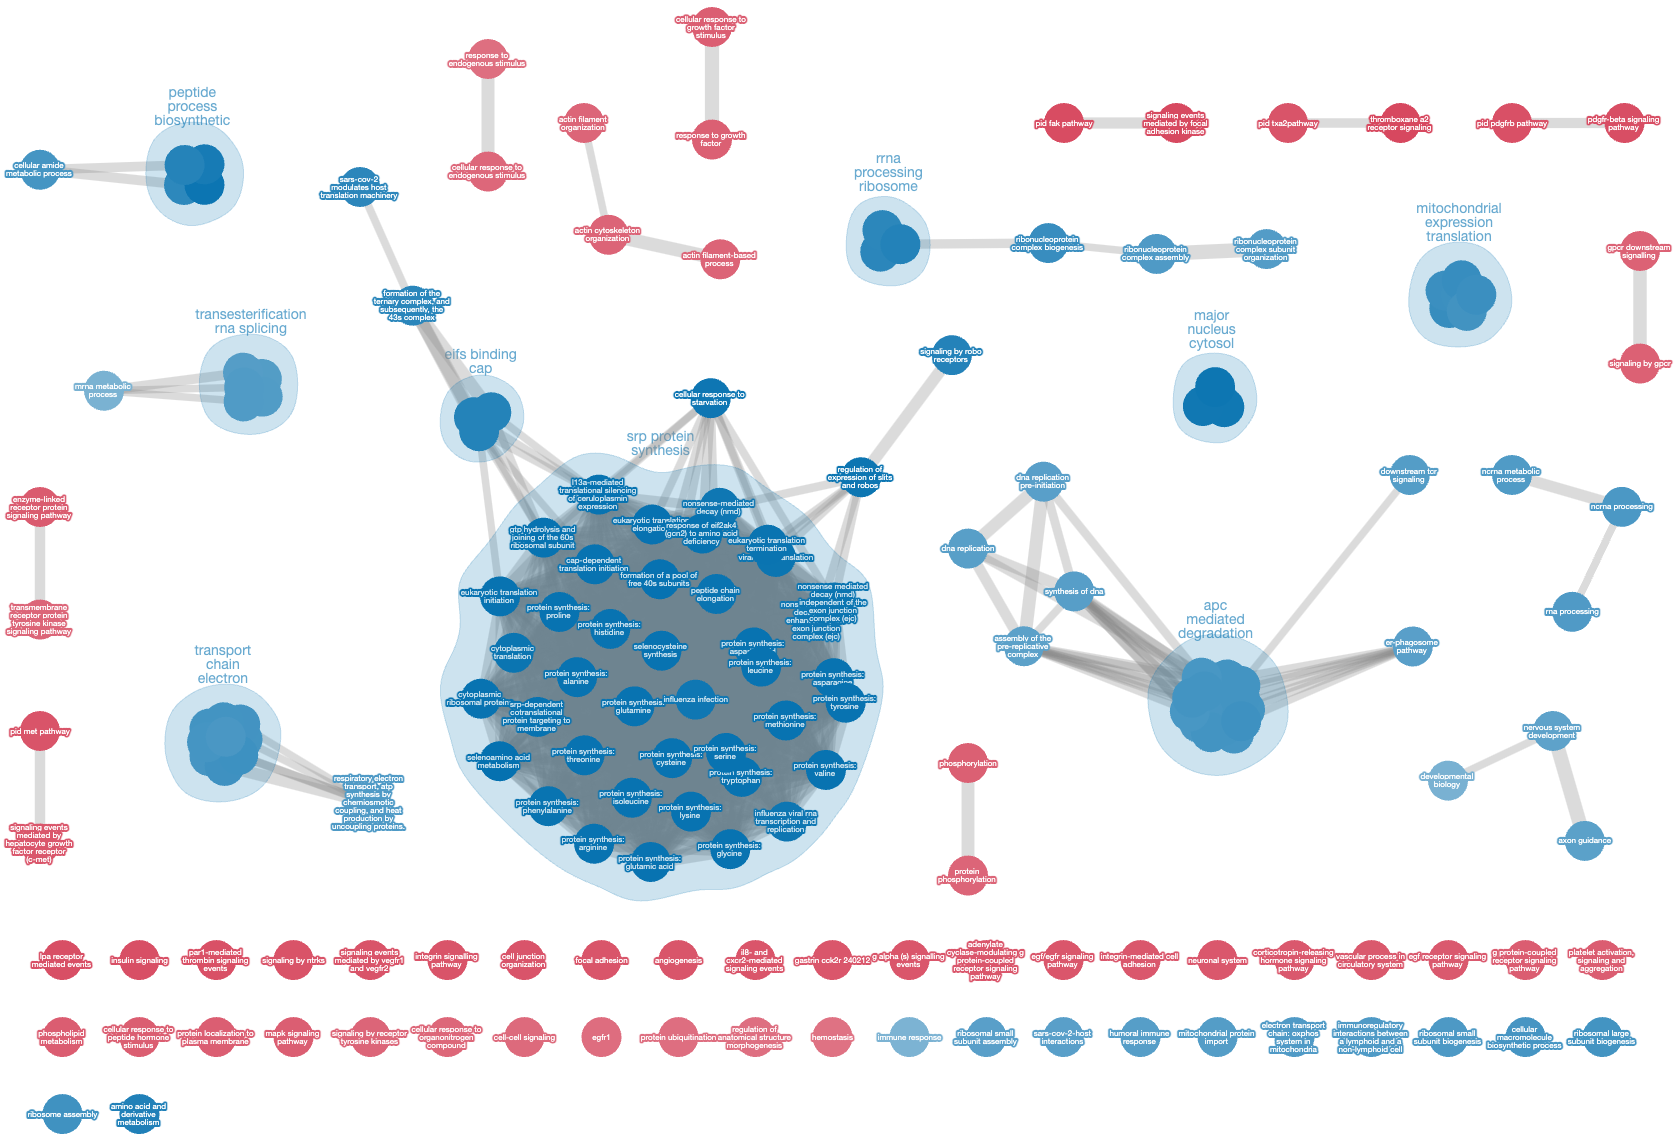 cellular response to
growth factor
stimulus
response to
endogenous stimulus
peptide
process
biosynthetic
actin filament
organization
response to growth
factor
pid fak pathway
signaling events
mediated by focal
adhesion kinase
pid txa2pathway
thromboxane a2
receptor signaling
pid pdgfrb pathway
pdgfr-beta signaling
pathway
cellular amide
metabolic process
sars-cov-2
modulates host
translation machinery
cellular response to
endogenous stimulus
rrna
processing
ribosome
mitochondrial
expression
translation
actin cytoskeleton
organization
actin filament-based
process
ribonucleoprotein
complex biogenesis
ribonucleoprotein
complex assembly
ribonucleoprotein
complex subunit
organization
gpcr downstream
signalling
formation of the
ternary complex, and
subsequently, the
43s complex
transesterification
rna splicing
major
nucleus
cytosol
eifs binding
cap
signaling by robo
receptors
signaling by gpcr
mrna metabolic
process
cellular response to
starvation
srp protein
synthesis
regulation of
expression of slits
and robos
dna replication
pre-initiation
downstream tcr
signaling
ncrna metabolic
process
ncrna processing
enzyme-linked
receptor protein
signaling pathway
l13a-mediated
translational silencing
of ceruloplasmin
expression
nonsense-mediated
decay (nmd)
gtp hydrolysis and
joining of the 60s
ribosomal subunit
eukaryotic translation
elongation
response of eif2ak4
(gcn2) to amino acid
deficiency
eukaryotic translation
termination
dna replication
cap-dependent
translation initiation
formation of a pool of
free 40s subunits
peptide chain
elongation
eukaryotic translation
initiation
nonsense mediated
decay (nmd)
independent of the
exon junction
complex (ejc)
exon junction
complex (ejc)
synthesis of dna
transmembrane
receptor protein
tyrosine kinase
signaling pathway
protein synthesis:
proline
protein synthesis:
histidine
rna processing
apc
mediated
degradation
assembly of the
pre-replicative
complex
er-phagosome
pathway
cytoplasmic
translation
selenocysteine
synthesis
protein synthesis:
protein synthesis:
leucine
transport
chain
electron
protein synthesis:
alanine
protein synthesis:
asparagine
cytoplasmic
ribosomal protein
srp-dependent
cotranslational
protein targeting to
membrane
protein synthesis:
glutamine
influenza infection
protein synthesis:
tyrosine
protein synthesis:
methionine
pid met pathway
nervous system
development
selenoamino acid
metabolism
protein synthesis:
threonine
protein synthesis:
cysteine
protein synthesis:
serine
protein synthesis:
tryptophan
protein synthesis:
valine
phosphorylation
developmental
biology
respiratory electron
transport, atp
synthesis by
chemiosmotic
coupling, and heat
production by
uncoupling proteins.
protein synthesis:
phenylalanine
protein synthesis:
isoleucine
protein synthesis:
lysine
influenza viral rna
transcription and
replication
signaling events
mediated by
hepatocyte growth
factor receptor
(c-met)
protein synthesis:
arginine
protein synthesis:
glutamic acid
protein synthesis:
glycine
axon guidance
protein
phosphorylation
lpa receptor
mediated events
insulin signaling
par1-mediated
thrombin signaling
events
signaling by ntrks
signaling events
mediated by vegfr1
and vegfr2
integrin signalling
pathway
cell junction
organization
focal adhesion
angiogenesis
il8- and
cxcr2-mediated
signaling events
gastrin cck2r 240212
g alpha (s) signalling
events
adenylate
cyclase-modulating g
protein-coupled
receptor signaling
pathway
egf/egfr signaling
pathway
integrin-mediated cell
adhesion
neuronal system
corticotropin-releasing
hormone signaling
pathway
vascular process in
circulatory system
egf receptor signaling
pathway
g protein-coupled
receptor signaling
pathway
platelet activation,
signaling and
aggregation
phospholipid
metabolism
cellular response to
peptide hormone
stimulus
protein localization to
plasma membrane
mapk signaling
pathway
signaling by receptor
tyrosine kinases
cellular response to
organonitrogen
compound
cell-cell signaling
egfr1
protein ubiquitination
regulation of
anatomical structure
morphogenesis
hemostasis
immune response
ribosomal small
subunit assembly
sars-cov-2-host
interactions
humoral immune
response
mitochondrial protein
import
electron transport
chain: oxphos
system in
mitochondria
immunoregulatory
interactions between
a lymphoid and a
non-lymphoid cell
ribosomal small
subunit biogenesis
cellular
macromolecule
biosynthetic process
ribosomal large
subunit biogenesis
ribosome assembly
amino acid and
derivative
metabolism